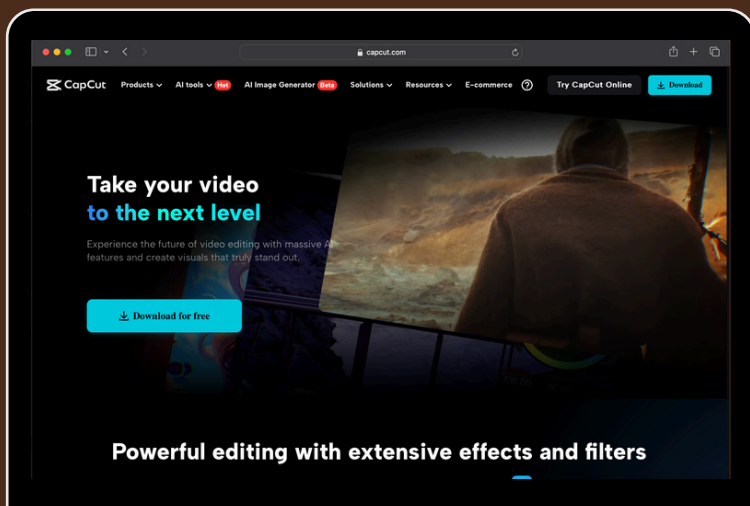 capcut.com
CapCut Products AI tools Hot AI Image Generator Beta Solutions Resources E-commerce ? Try CapCut Online Download
Take your video
to the next level
Experience the future of video editing with massive AI
features and create visuals that truly stand out.
Download for free
Powerful editing with extensive effects and filters